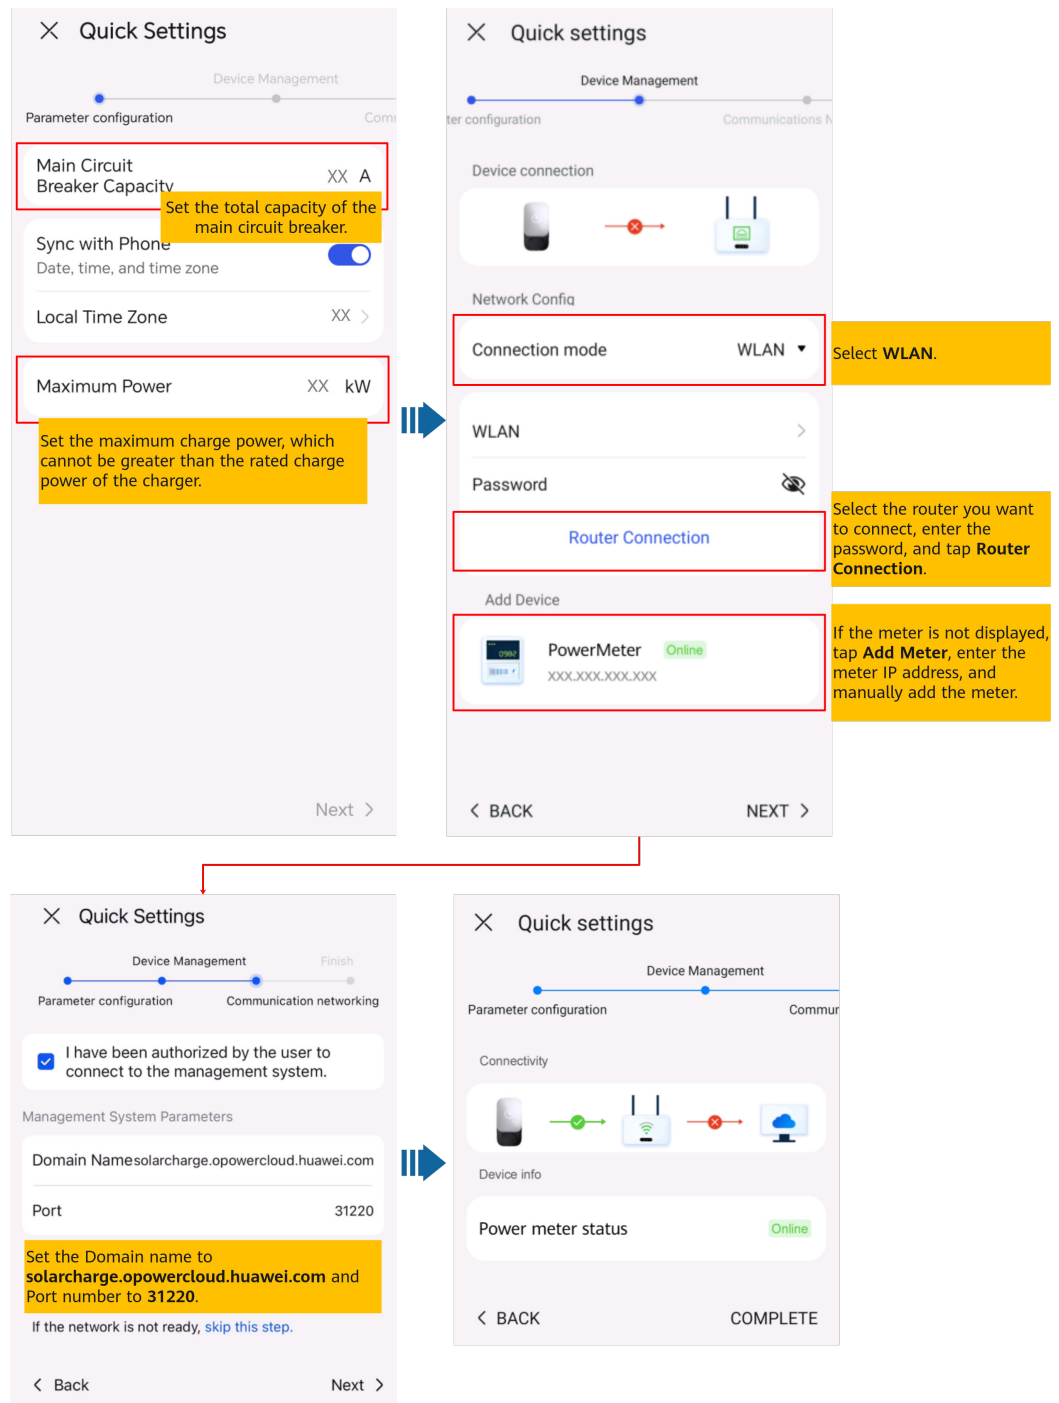 Quick Settings
Device Management
Parameter configuration
Com
Main Circuit
Breaker Capacity
XX A
Set the total capacity of the
main circuit breaker.
Sync with Phone
Date, time, and time zone
Local Time Zone
XX
Maximum Power
XX kW
Set the maximum charge power, which
cannot be greater than the rated charge
power of the charger.
Next
Quick settings
Device Management
ter configuration
Communications N
Device connection
Network Config
Connection mode
WLAN
Select WLAN.
WLAN
Password
Router Connection
Select the router you want
to connect, enter the
password, and tap Router
Connection.
Add Device
PowerMeter
Online
XXX.XXX.XXX.XXX
If the meter is not displayed,
tap Add Meter, enter the
meter IP address, and
manually add the meter.
BACK
NEXT
Quick Settings
Device Management
Finish
Parameter configuration
Communication networking
I have been authorized by the user to
connect to the management system.
Management System Parameters
Domain Name solarcharge.opowercloud.huawei.com
Port
31220
Set the Domain name to
solarcharge.opowercloud.huawei.com and
Port number to 31220.
If the network is not ready, skip this step.
Back
Next
Quick settings
Device Management
Parameter configuration
Commun
Connectivity
Device info
Power meter status
Online
BACK
COMPLETE